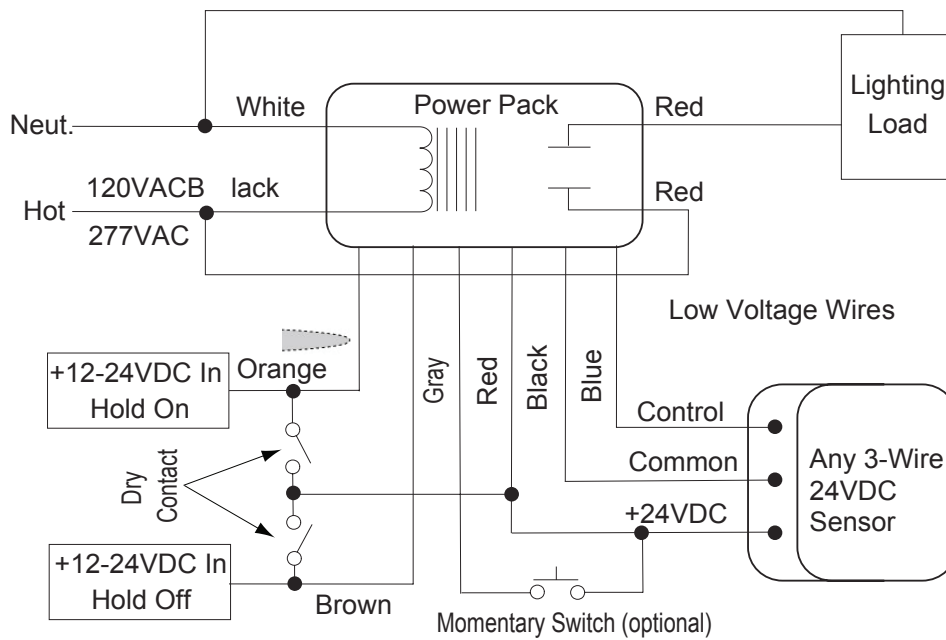 Neut.
White
Power Pack
Red
Lighting
Load
120VACB lack
Hot
277VAC
Red
Low Voltage Wires
+12-24VDC In
Hold On
Orange
Gray
Red
Black
Blue
Control
Common
+24VDC
Any 3-Wire
24VDC
Sensor
Dry
Contact
+12-24VDC In
Hold Off
Brown
Momentary Switch (optional)